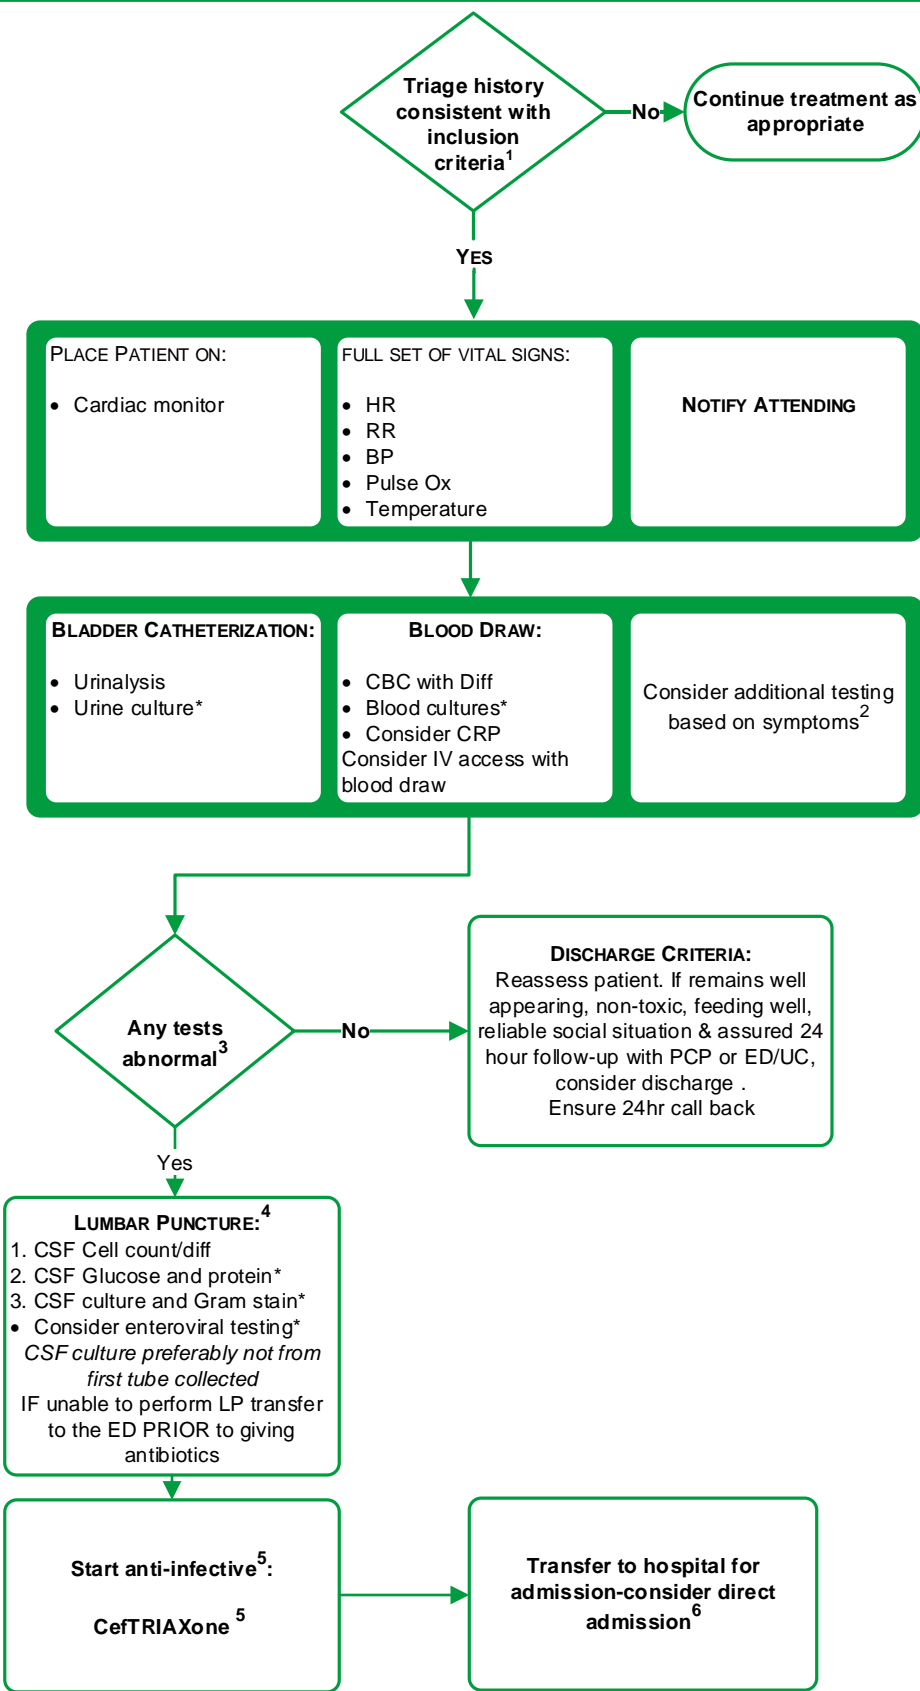 Triage history
consistent with
inclusion
criteria1
No
Continue treatment as
appropriate
YES
PLACE PATIENT ON:
• Cardiac monitor
FULL SET OF VITAL SIGNS:
• HR
• RR
• BP
• Pulse Ox
• Temperature
NOTIFY ATTENDING
BLADDER CATHETERIZATION:
• Urinalysis
• Urine culture*
BLOOD DRAW:
• CBC with Diff
• Blood cultures*
• Consider CRP
Consider IV access with
blood draw
Consider additional testing
based on symptoms2
Any tests
abnormal3
No
DISCHARGE CRITERIA:
Reassess patient. If remains well
appearing, non-toxic, feeding well,
reliable social situation & assured 24
hour follow-up with PCP or ED/UC,
consider discharge .
Ensure 24hr call back
Yes
LUMBAR PUNCTURE:4
1. CSF Cell count/diff
2. CSF Glucose and protein*
3. CSF culture and Gram stain*
• Consider enteroviral testing*
CSF culture preferably not from
first tube collected
IF unable to perform LP transfer
to the ED PRIOR to giving
antibiotics
Start anti-infective5:
CefTRIAXone 5
Transfer to hospital for
admission-consider direct
admission6